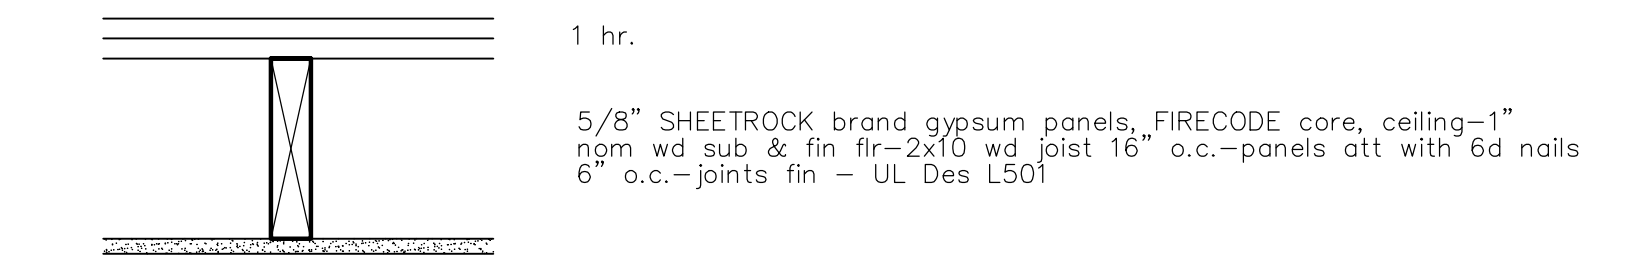 1 hr.
5/8” SHEETROCK brand gypsum panels, FIRECODE core, ceiling–1”
nom wd sub & fin flr–2x10 wd joist 16” o.c.–panels att with 6d nails
6” o.c.–joints fin – UL Des L501